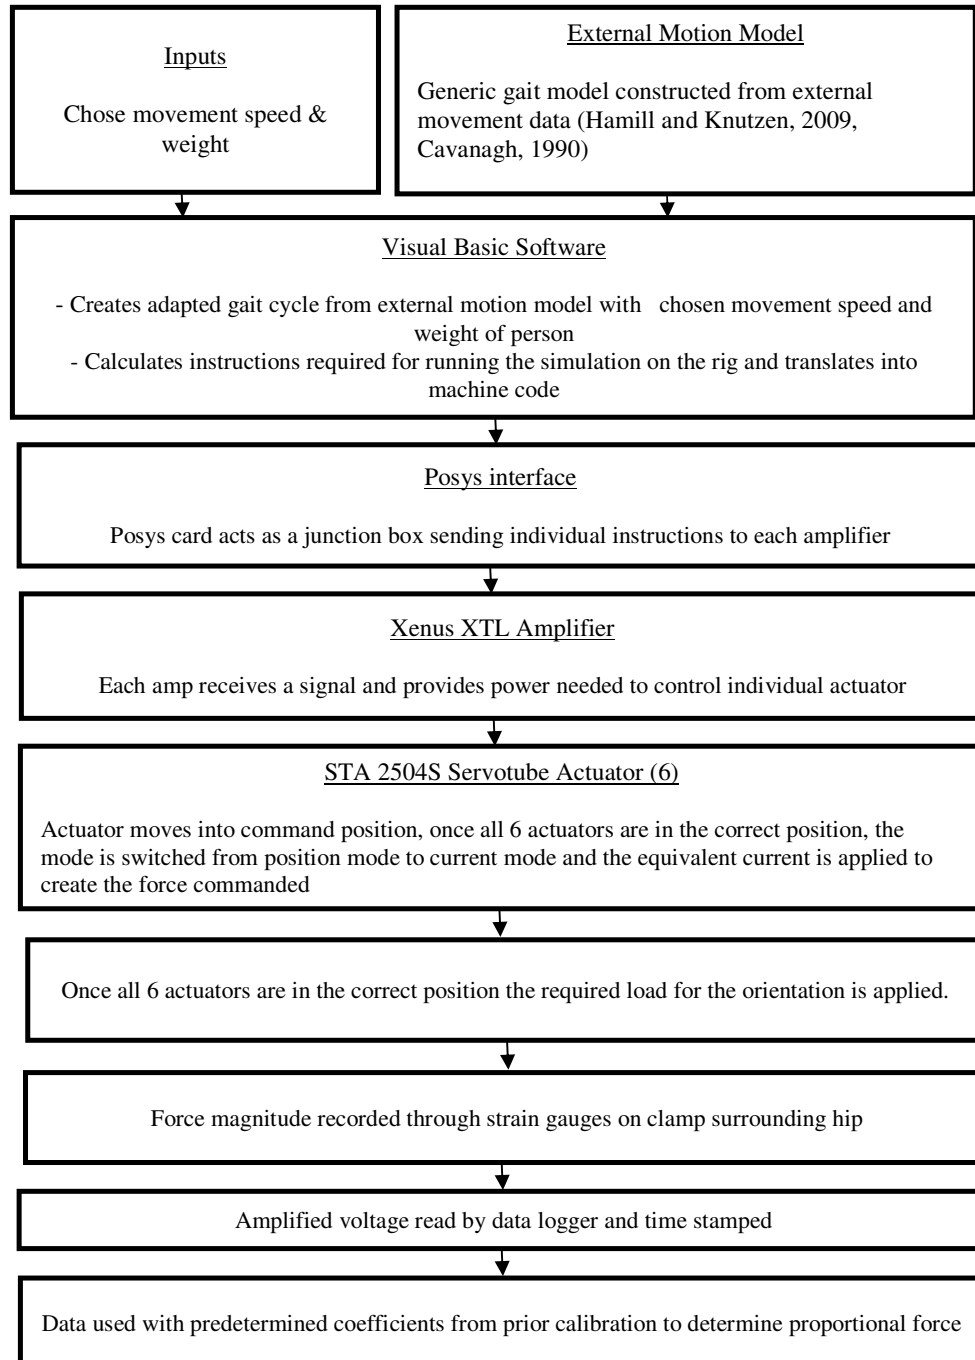 Inputs
Chose movement speed &
weight
External Motion Model
Generic gait model constructed from external
movement data (Hamill and Knutzen, 2009,
Cavanagh, 1990)
Visual Basic Software
- Creates adapted gait cycle from external motion model with chosen movement speed and
weight of person
- Calculates instructions required for running the simulation on the rig and translates into
machine code
Posys interface
Posys card acts as a junction box sending individual instructions to each amplifier
Xenus XTL Amplifier
Each amp receives a signal and provides power needed to control individual actuator
STA 2504S Servotube Actuator (6)
Actuator moves into command position, once all 6 actuators are in the correct position, the
mode is switched from position mode to current mode and the equivalent current is applied to
create the force commanded
Once all 6 actuators are in the correct position the required load for the orientation is applied.
Force magnitude recorded through strain gauges on clamp surrounding hip
Amplified voltage read by data logger and time stamped
Data used with predetermined coefficients from prior calibration to determine proportional force